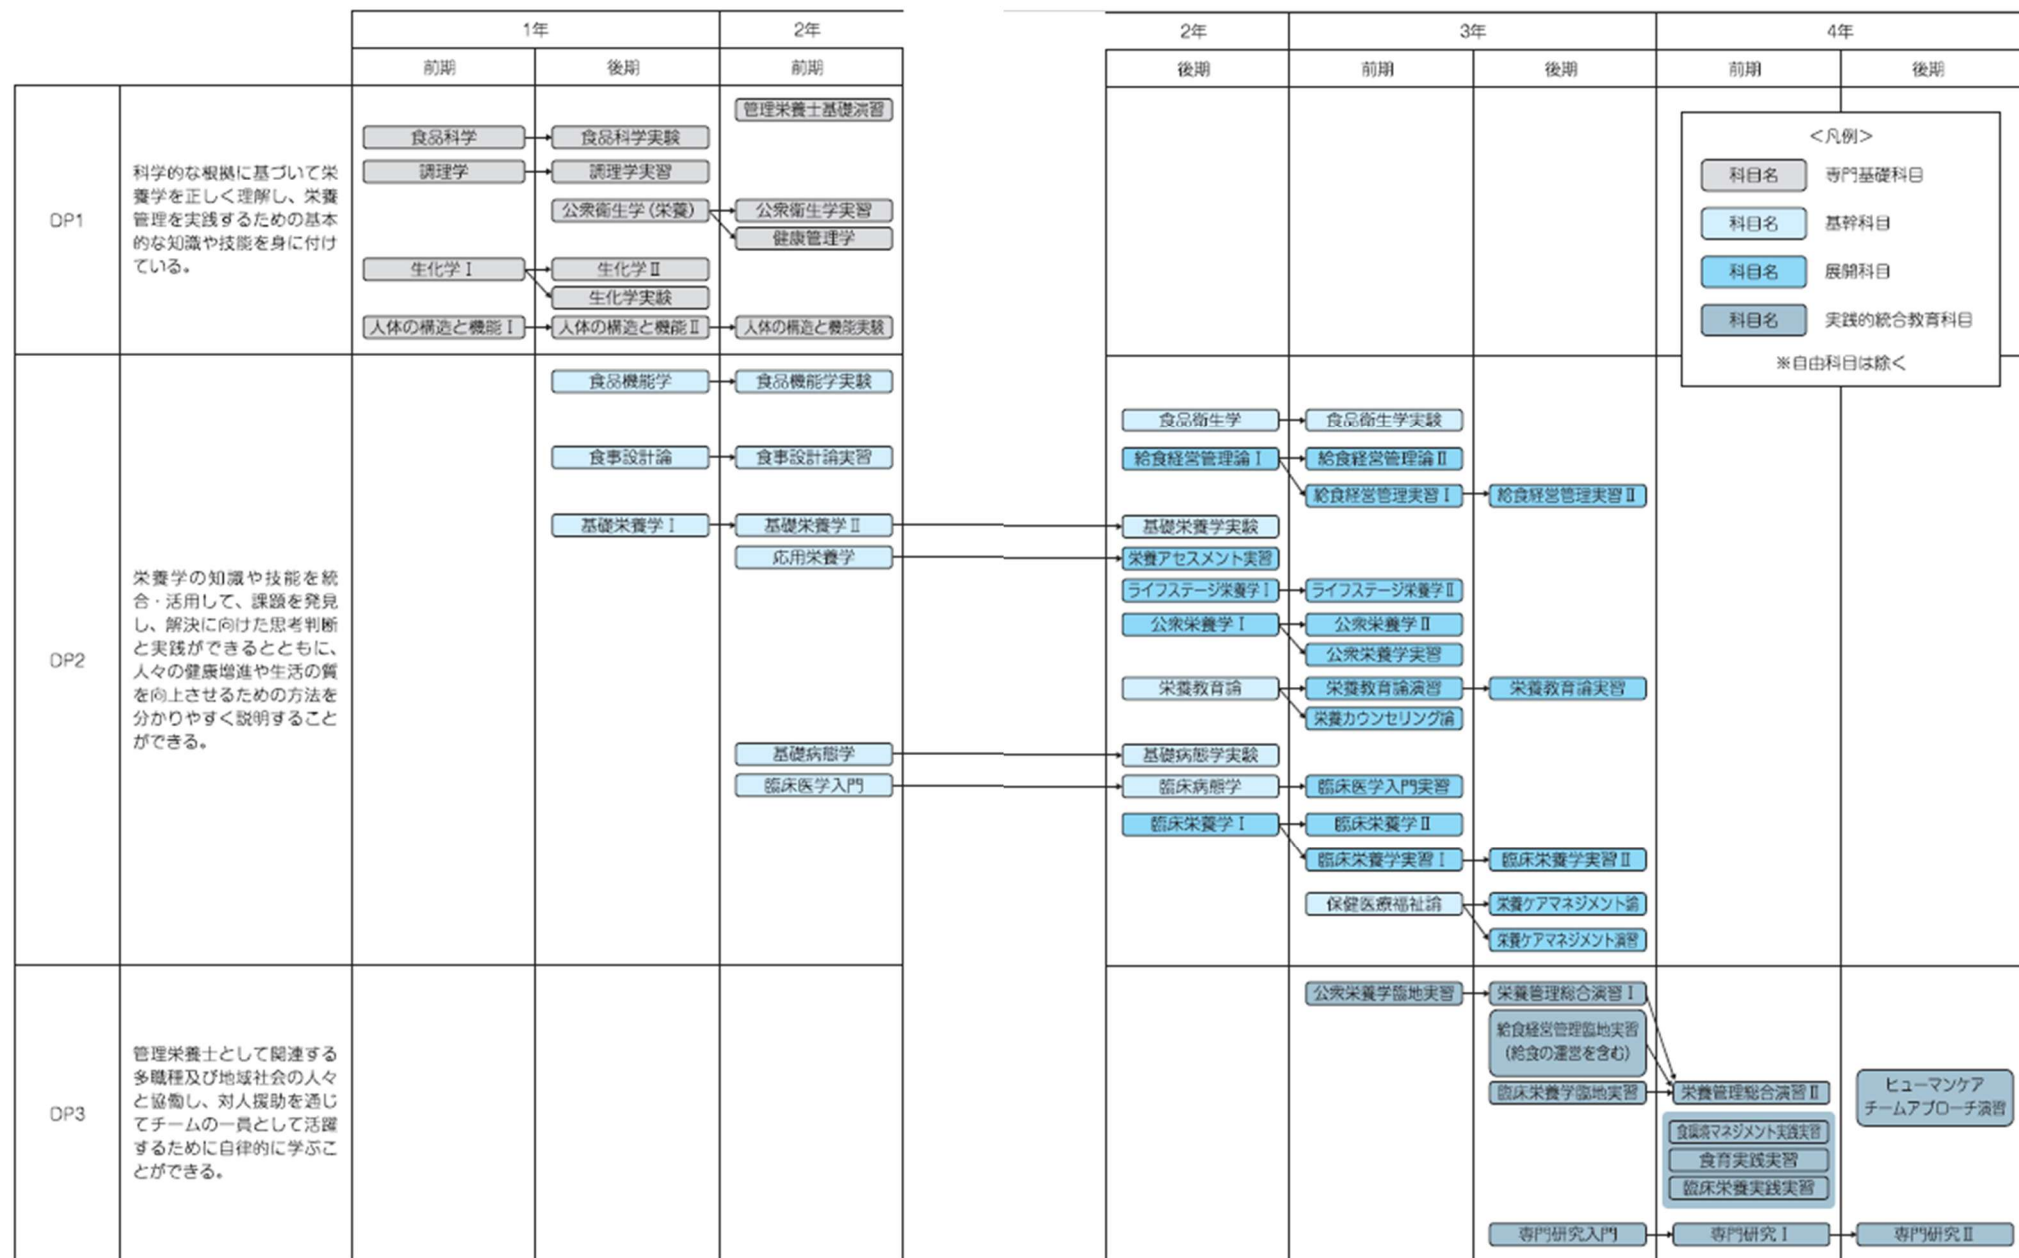 1年
2年
2年
3年
4年
前期
後期
前期
後期
前期
後期
前期
後期
DP1
科学的な根拠に基づいて栄
養学を正しく理解し、栄養
管理を実践するための基本
的な知識や技能を身に付け
ている。
管理栄養士基礎演習
食品科学
食品科学実験
調理学
調理学実習
公衆衛生学(栄養)
公衆衛生学実習
健康管理学
生化学Ⅰ
生化学Ⅱ
生化学実験
人体の構造と機能Ⅰ
人体の構造と機能Ⅱ
人体の構造と機能実験
<凡例>
科目名
専門基礎科目
科目名
基幹科目
科目名
展開科目
科目名
実践的統合教育科目
※自由科目は除く
DP2
栄養学の知識や技能を統
合・活用して、課題を発見
し、解決に向けた思考判断
と実践ができるとともに、
人々の健康増進や生活の質
を向上させるための方法を
分かりやすく説明すること
ができる。
食品機能学
食品機能学実験
食品衛生学
食品衛生学実験
食事設計論
食事設計論実習
給食経営管理論Ⅰ
給食経営管理論Ⅱ
給食経営管理実習Ⅰ
給食経営管理実習Ⅱ
基礎栄養学Ⅰ
基礎栄養学Ⅱ
基礎栄養学実験
応用栄養学
栄養アセスメント実習
ライフステージ栄養学Ⅰ
ライフステージ栄養学Ⅱ
公衆栄養学Ⅰ
公衆栄養学Ⅱ
公衆栄養学実習
栄養教育論
栄養教育論演習
栄養教育論実習
栄養カウンセリング論
基礎病態学
基礎病態学実験
臨床医学入門
臨床病態学
臨床医学入門実習
臨床栄養学Ⅰ
臨床栄養学Ⅱ
臨床栄養学実習Ⅰ
臨床栄養学実習Ⅱ
保健医療福祉論
栄養ケアマネジメント論
栄養ケアマネジメント演習
DP3
管理栄養士として関連する
多職種及び地域社会の人々
と協働し、対人援助を通じ
てチームの一員として活躍
するために自律的に学ぶこ
とができる。
公衆栄養学臨地実習
栄養管理総合演習Ⅰ
給食経営管理臨地実習
(給食の運営を含む)
臨床栄養学臨地実習
栄養管理総合演習Ⅱ
ヒューマンケア
チームアプローチ演習
食環境マネジメント実践実習
食育実践実習
臨床栄養実践実習
専門研究入門
専門研究Ⅰ
専門研究Ⅱ